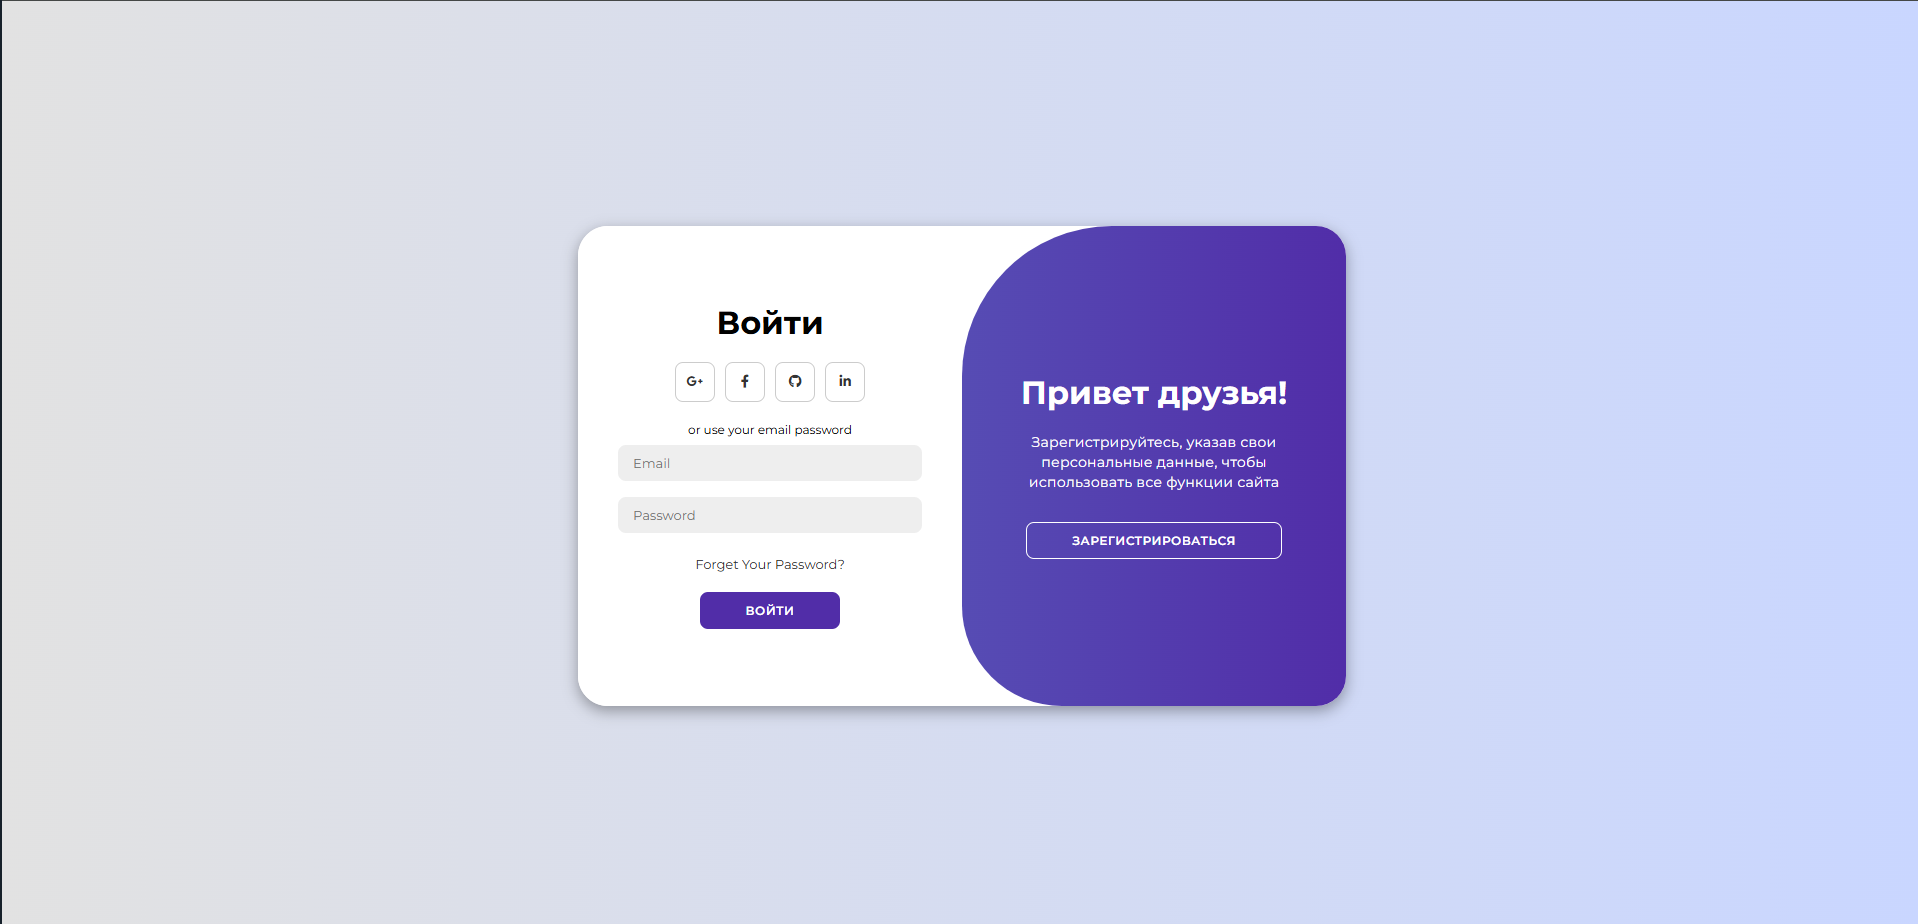 Войти
G+
f
in
or use your email password
Email
Password
Forget Your Password?
ВОЙТИ
Привет друзья!
Зарегистрируйтесь, указав свои
персональные данные, чтобы
использовать все функции сайта
ЗАРЕГИСТРИРОВАТЬСЯ